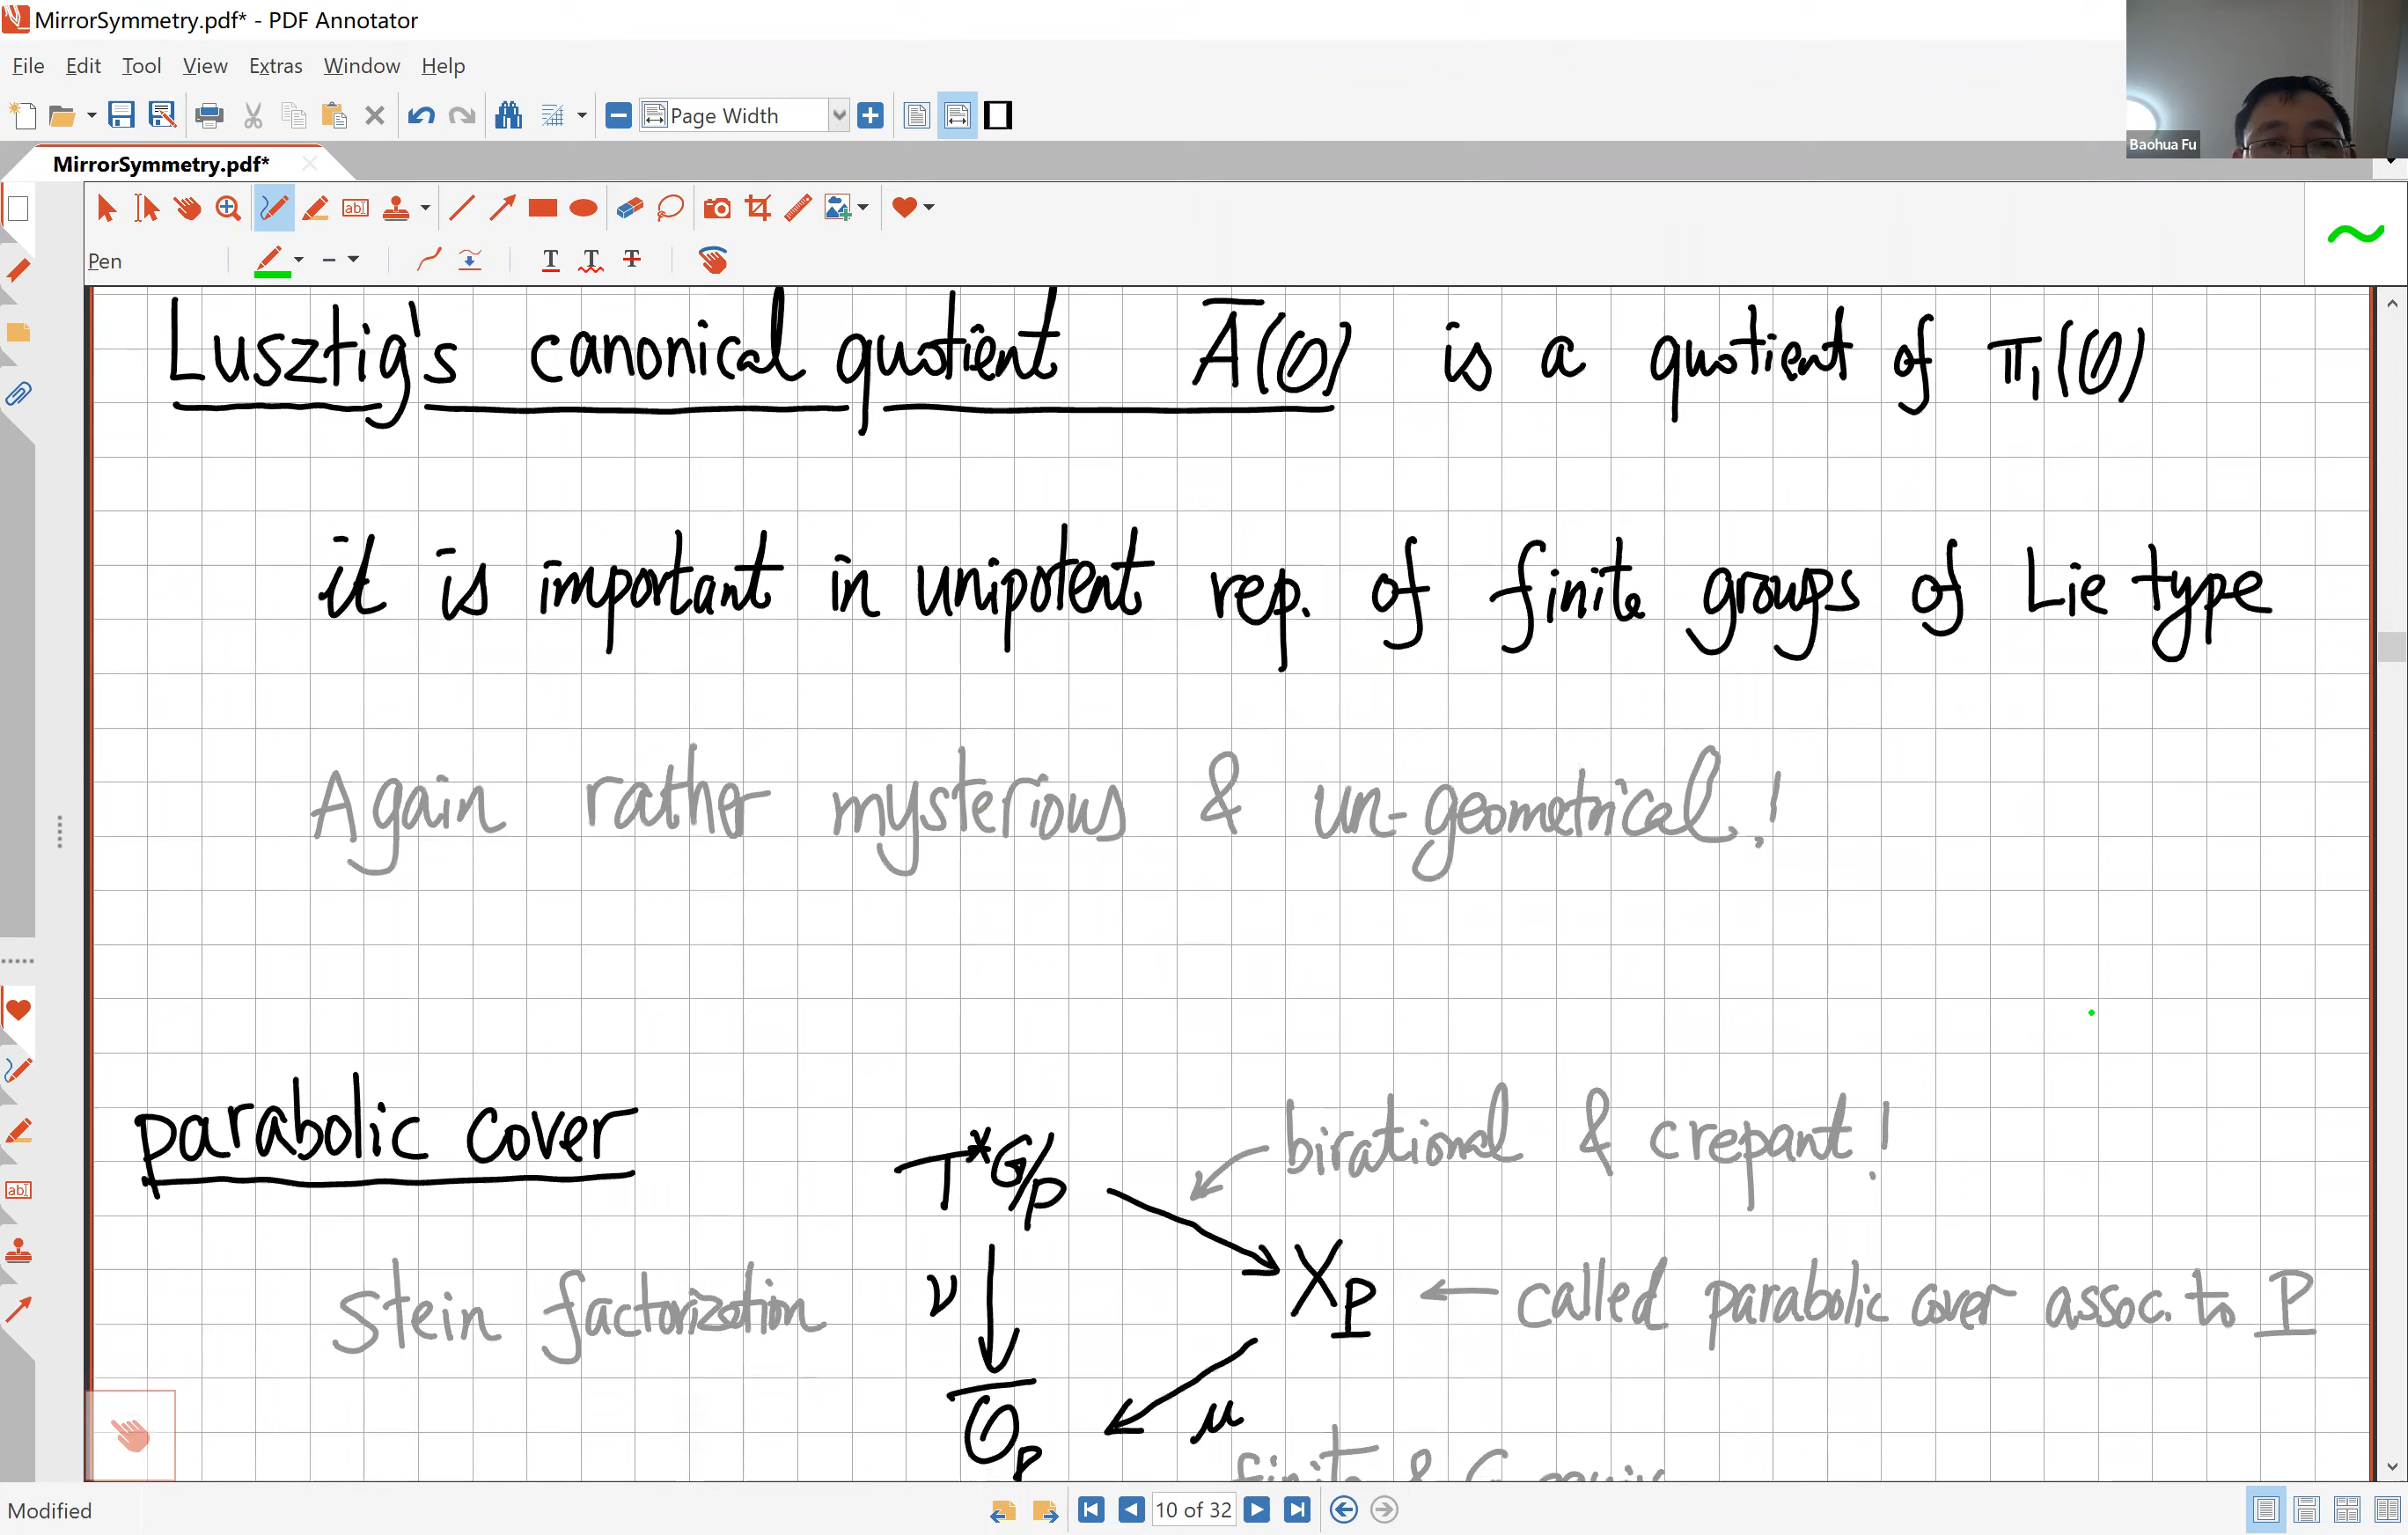 MirrorSymmetry.pdf* - PDF Annotator
File Edit Tool View Extras Window Help
Page Width
Baohua Fu
MirrorSymmetry.pdf*
Pen
Lusztig's canonical quotient Ā(O) is a quotient of π₁(O)
it is important in unipotent rep. of finite groups of Lie type
Again rather mysterious & un-geometrical!
parabolic cover
T*G/P
birational & crepant!
Stein factorization
ν
X_P ← called parabolic cover assoc. to P
μ
Ō_P
finite & G
Modified
10 of 32